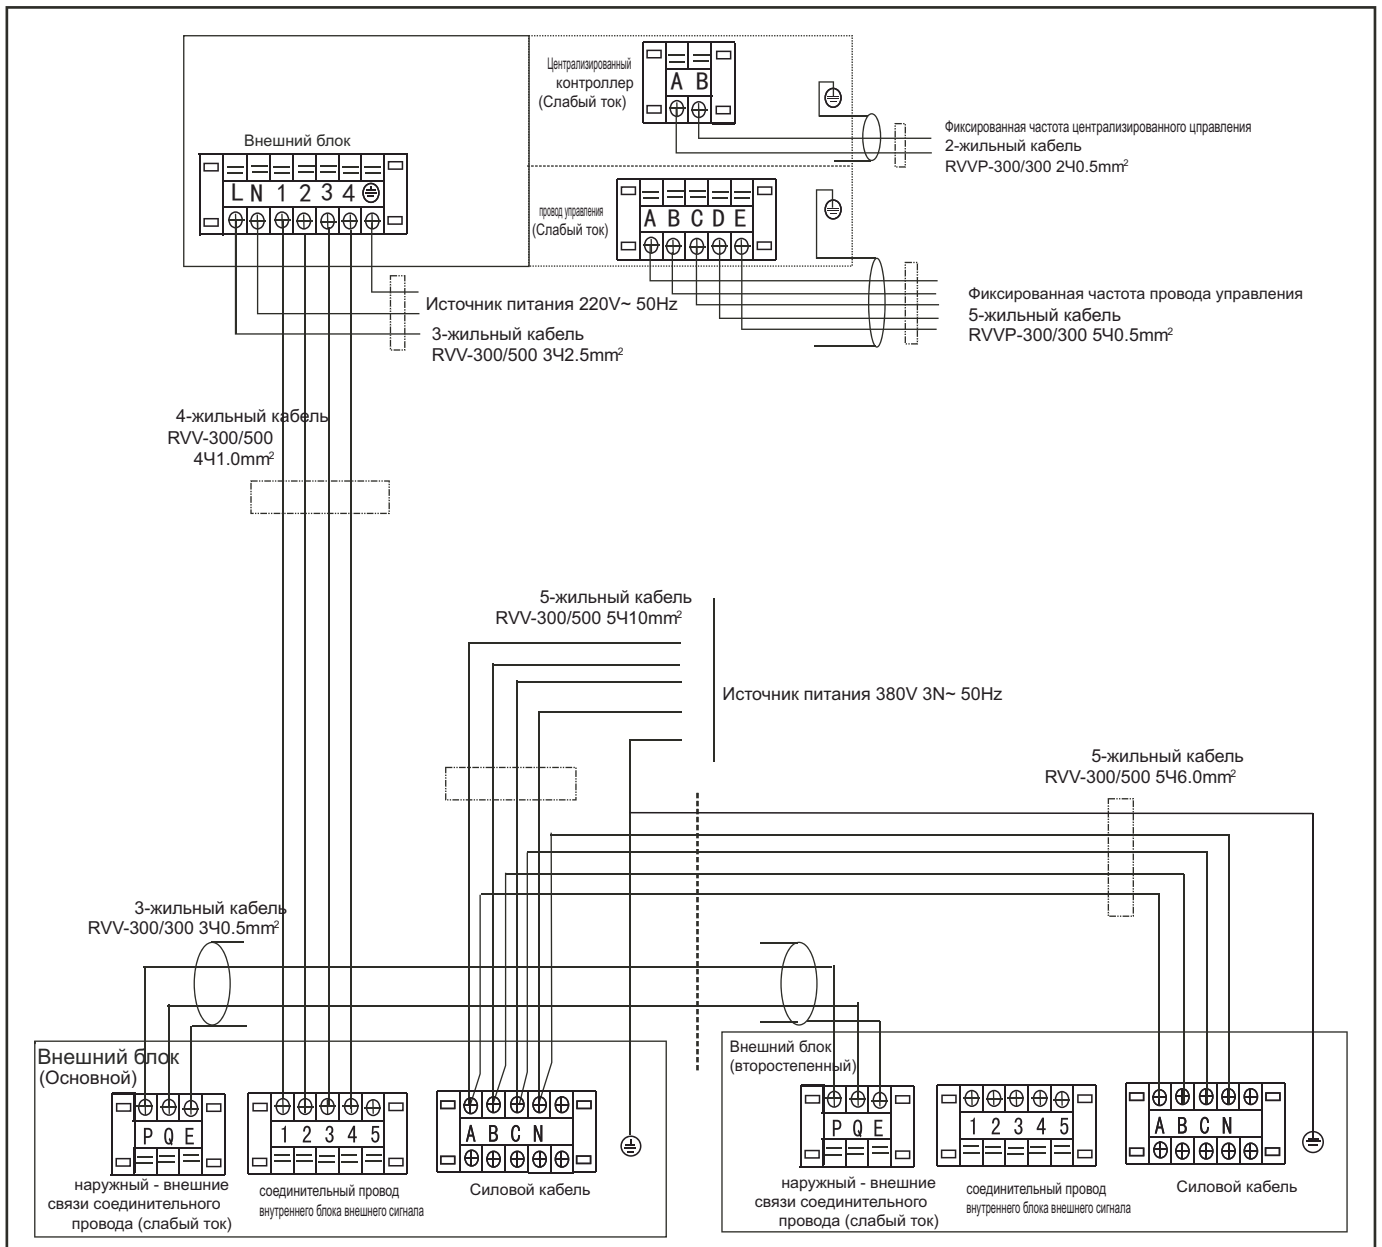 Централизированный
контроллер
(Слабый ток)
A B
Фиксированная частота централизированного цправления
2-жильный кабель
RVVP-300/300 2Ч0.5mm²
Внешний блок
L N 1 2 3 4
провод управления
(Слабый ток)
A B C D E
Фиксированная частота провода управления
5-жильный кабель
RVVP-300/300 5Ч0.5mm²
Источник питания 220V~ 50Hz
3-жильный кабель
RVV-300/500 3Ч2.5mm²
4-жильный кабель
RVV-300/500
4Ч1.0mm²
5-жильный кабель
RVV-300/500 5Ч10mm²
Источник питания 380V 3N~ 50Hz
5-жильный кабель
RVV-300/500 5Ч6.0mm²
3-жильный кабель
RVV-300/300 3Ч0.5mm²
Внешний блок
(Основной)
P Q E
1 2 3 4 5
A B C N
наружный - внешние
связи соединительного
провода (слабый ток)
соединительный провод
внутреннего блока внешнего сигнала
Силовой кабель
Внешний блок
(второстепенный)
P Q E
1 2 3 4 5
A B C N
наружный - внешние
связи соединительного
провода (слабый ток)
соединительный провод
внутреннего блока внешнего сигнала
Силовой кабель